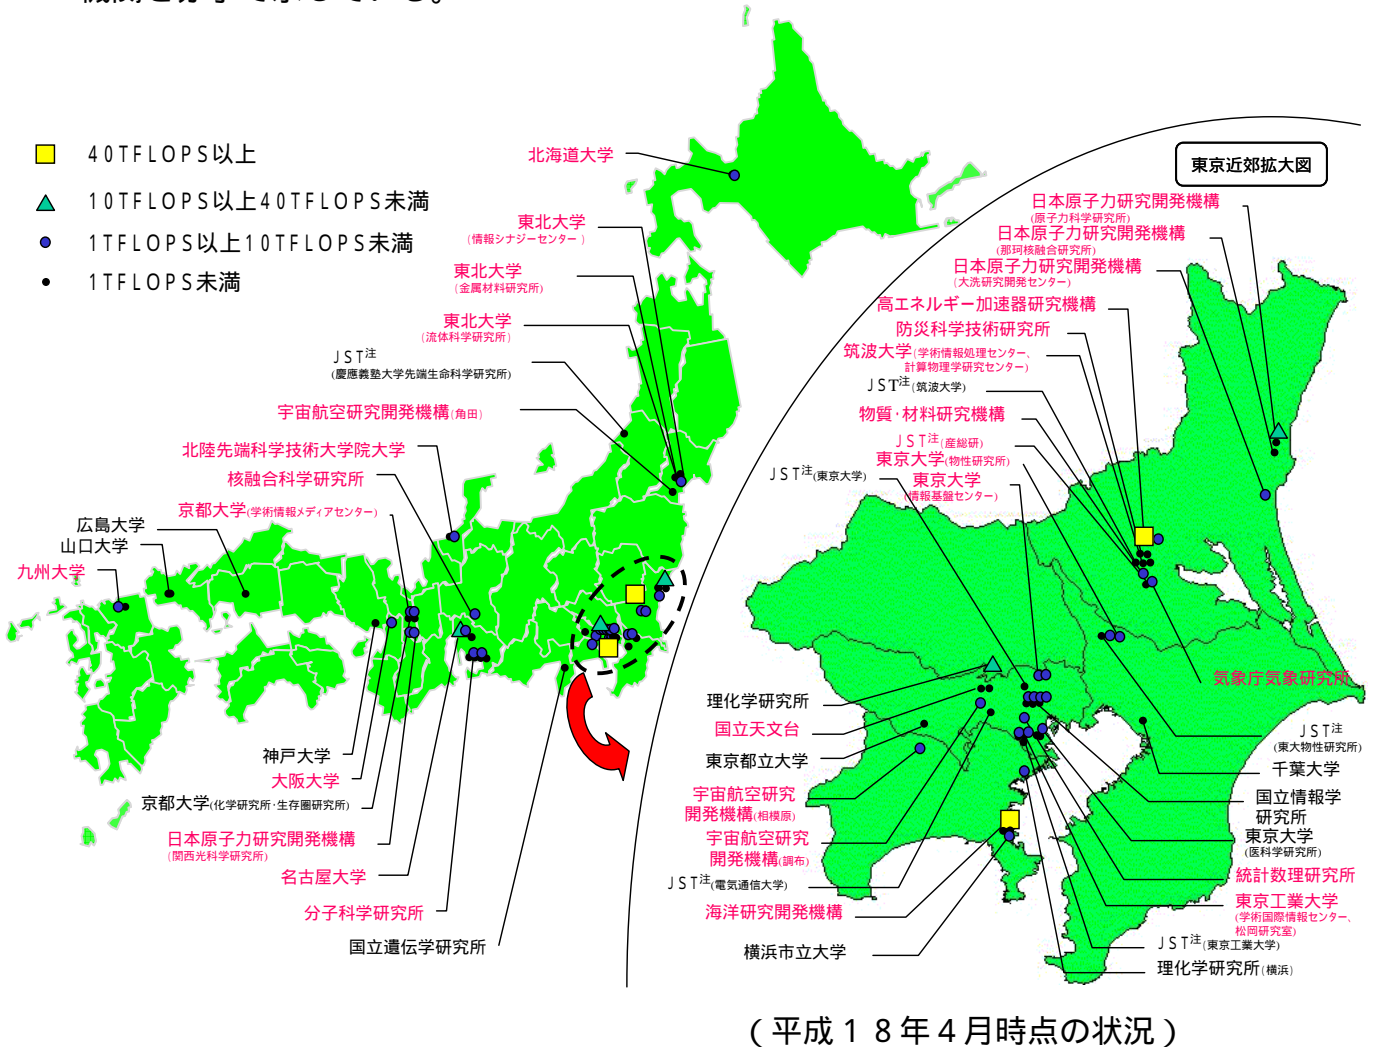 40TFLOPS以上
10TFLOPS以上40TFLOPS未満
1TFLOPS以上10TFLOPS未満
1TFLOPS未満
北海道大学
東北大学
(情報シナジーセンター)
東北大学
(金属材料研究所)
東北大学
(流体科学研究所)
JST注
(慶應義塾大学先端生命科学研究所)
宇宙航空研究開発機構(角田)
北陸先端科学技術大学院大学
核融合科学研究所
京都大学(学術情報メディアセンター)
広島大学
山口大学
九州大学
神戸大学
大阪大学
京都大学(化学研究所・生存圏研究所)
日本原子力研究開発機構
(関西光科学研究所)
名古屋大学
分子科学研究所
国立遺伝学研究所
東京近郊拡大図
日本原子力研究開発機構
(原子力科学研究所)
日本原子力研究開発機構
(那珂核融合研究所)
日本原子力研究開発機構
(大洗研究開発センター)
高エネルギー加速器研究機構
防災科学技術研究所
筑波大学(学術情報処理センター、
計算物理学研究センター)
JST注(筑波大学)
物質・材料研究機構
JST注(産総研)
東京大学(物性研究所)
JST注(東京大学)
東京大学
(情報基盤センター)
理化学研究所
国立天文台
東京都立大学
宇宙航空研究
開発機構(相模原)
宇宙航空研究
開発機構(調布)
JST注(電気通信大学)
海洋研究開発機構
横浜市立大学
気象庁気象研究所
JST注
(東大物性研究所)
千葉大学
国立情報学
研究所
東京大学
(医科学研究所)
統計数理研究所
東京工業大学
(学術国際情報センター、
松岡研究室)
JST注(東京工業大学)
理化学研究所(横浜)
(平成18年4月時点の状況)